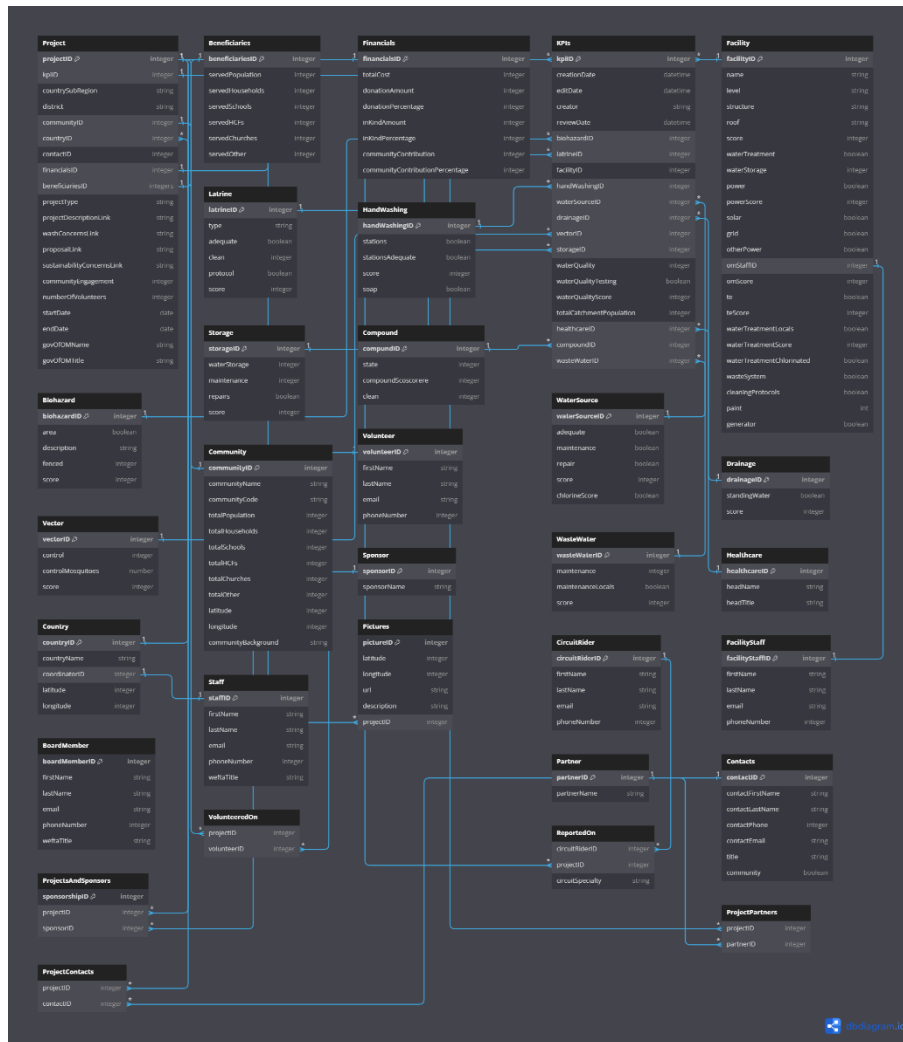 Project
projectID integer
kpiID integer
countrySubRegion string
district string
communityID integer
countryID integer
contactID integer
financialsID integer
beneficiariesID integers
projectType string
projectDescriptionLink string
washConcernsLink string
proposalLink string
sustainabilityConcernsLink string
communityEngagement integer
numberOfVolunteers integer
startDate date
endDate date
govOfOMName string
govOfOMTitle string
Beneficiaries
beneficiariesID integer
servedPopulation integer
servedHouseholds integer
servedSchools integer
servedHCFs integer
servedChurches integer
servedOther integer
Financials
financialsID integer
totalCost integer
donationAmount integer
donationPercentage integer
inKindAmount integer
inKindPercentage integer
communityContribution integer
communityContributionPercentage integer
KPIs
kpiID integer
creationDate datetime
editDate datetime
creator string
reviewDate datetime
biohazardID integer
latrineID integer
facilityID integer
handWashingID integer
waterSourceID integer
drainageID integer
vectorID integer
storageID integer
waterQuality integer
waterQualityTesting boolean
waterQualityScore integer
totalCatchmentPopulation integer
healthcareID integer
compoundID integer
wasteWaterID integer
Facility
facilityID integer
name string
level string
structure string
roof string
score integer
waterTreatment boolean
waterStorage integer
power boolean
powerScore integer
solar boolean
grid boolean
otherPower boolean
omStaffID integer
omScore integer
te boolean
teScore integer
waterTreatmentLocals boolean
waterTreatmentScore integer
waterTreatmentChlorinated boolean
wasteSystem boolean
cleaningProtocols boolean
paint int
generator boolean
Latrine
latrineID integer
type string
adequate boolean
clean integer
protocol boolean
score integer
HandWashing
handWashingID integer
stations boolean
stationsAdequate boolean
score integer
soap boolean
Storage
storageID integer
waterStorage integer
maintenance integer
repairs boolean
score integer
Compound
compundID integer
state integer
compoundScoscorere integer
clean integer
Biohazard
biohazardID integer
area boolean
description string
fenced integer
score integer
Community
communityID integer
communityName string
communityCode string
totalPopulation integer
totalHouseholds integer
totalSchools integer
totalHCFs integer
totalChurches integer
totalOther integer
latitude integer
longitude integer
communityBackground string
Volunteer
volunteerID integer
firstName string
lastName string
email string
phoneNumber integer
WaterSource
waterSourceID integer
adequate boolean
maintenance boolean
repair boolean
score integer
chlorineScore boolean
Drainage
drainageID integer
standingWater boolean
score integer
Vector
vectorID integer
control integer
controlMosquitoes number
score integer
Sponsor
sponsorID integer
sponsorName string
WasteWater
wasteWaterID integer
maintenance integer
maintenanceLocals boolean
score integer
Healthcare
healthcareID integer
headName string
headTitle string
Country
countryID integer
countryName string
coordinatorID integer
latitude integer
longitude integer
Staff
staffID integer
firstName string
lastName string
email string
phoneNumber integer
weftaTitle string
Pictures
pictureID integer
latitude integer
longitude integer
url string
description string
projectID integer
CircuitRider
circuitRiderID integer
firstName string
lastName string
email string
phoneNumber integer
FacilityStaff
facilityStaffID integer
firstName string
lastName string
email string
phoneNumber integer
BoardMember
boardMemberID integer
firstName string
lastName string
email string
phoneNumber integer
weftaTitle string
VolunteeredOn
projectID integer
volunteerID integer
Partner
partnerID integer
partnerName string
Contacts
contactID integer
contactFirstName string
contactLastName string
contactPhone integer
contactEmail string
title string
community boolean
ReportedOn
circuitRiderID integer
projectID integer
circuitSpecialty string
ProjectsAndSponsors
sponsorshipID integer
projectID integer
sponsorID integer
ProjectPartners
projectID integer
partnerID integer
ProjectContacts
projectID integer
contactID integer
dbdiagram.io